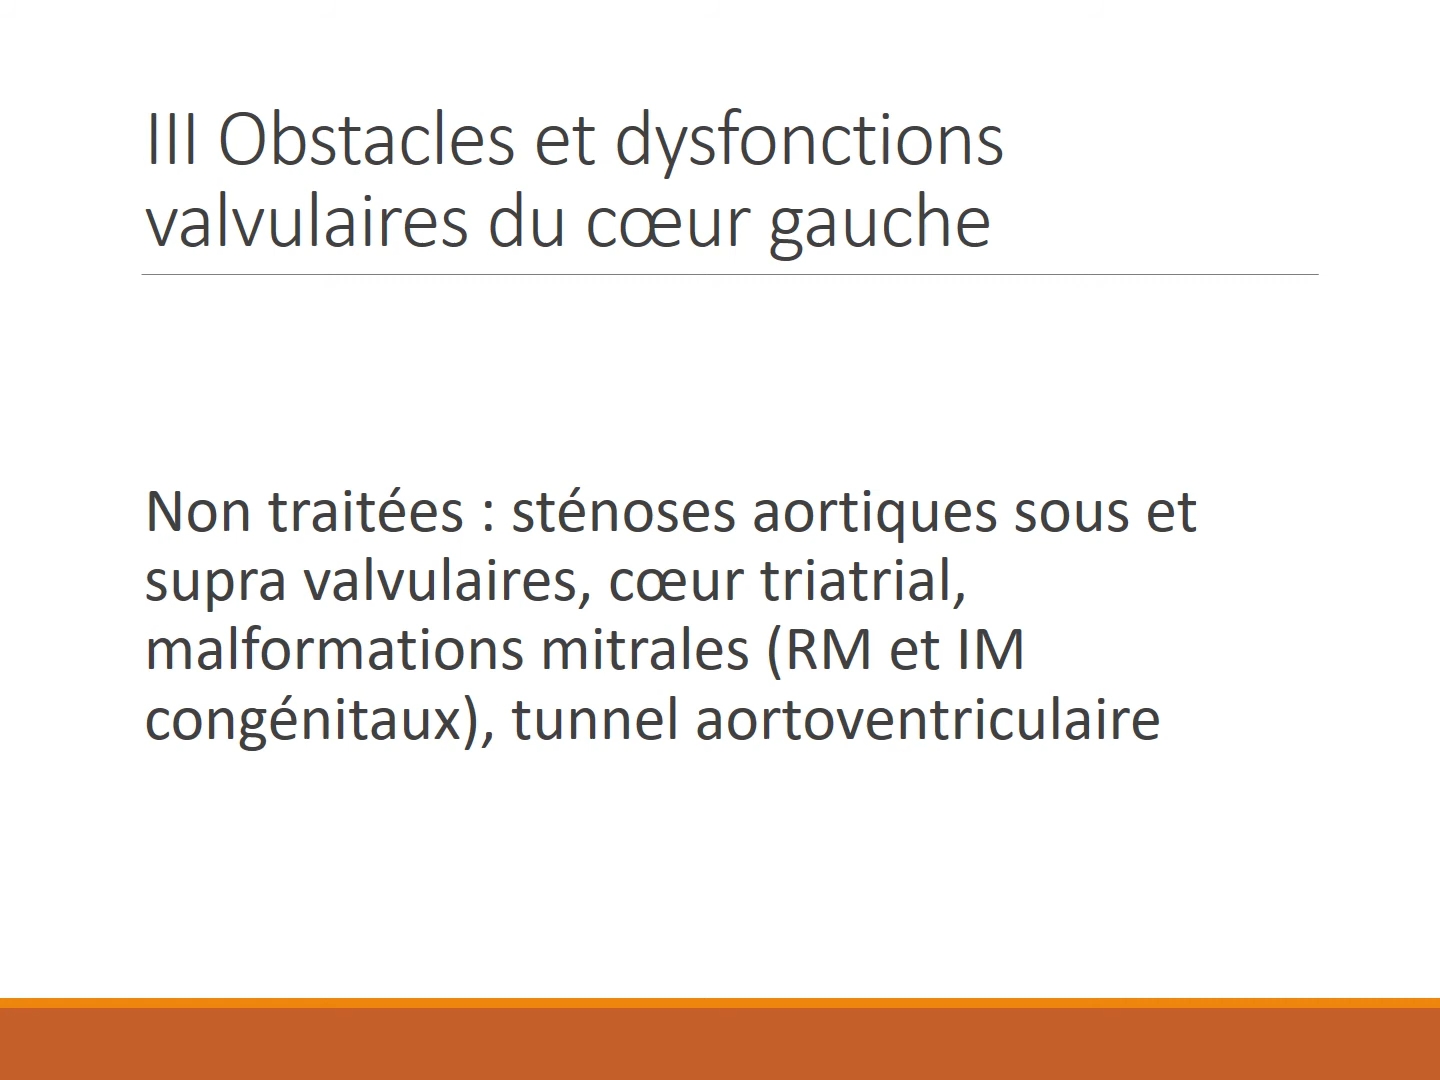 III Obstacles et dysfonctions
valvulaires du cœur gauche
Non traitées : sténoses aortiques sous et
supra valvulaires, cœur triatrial,
malformations mitrales (RM et IM
congénitaux), tunnel aortoventriculaire